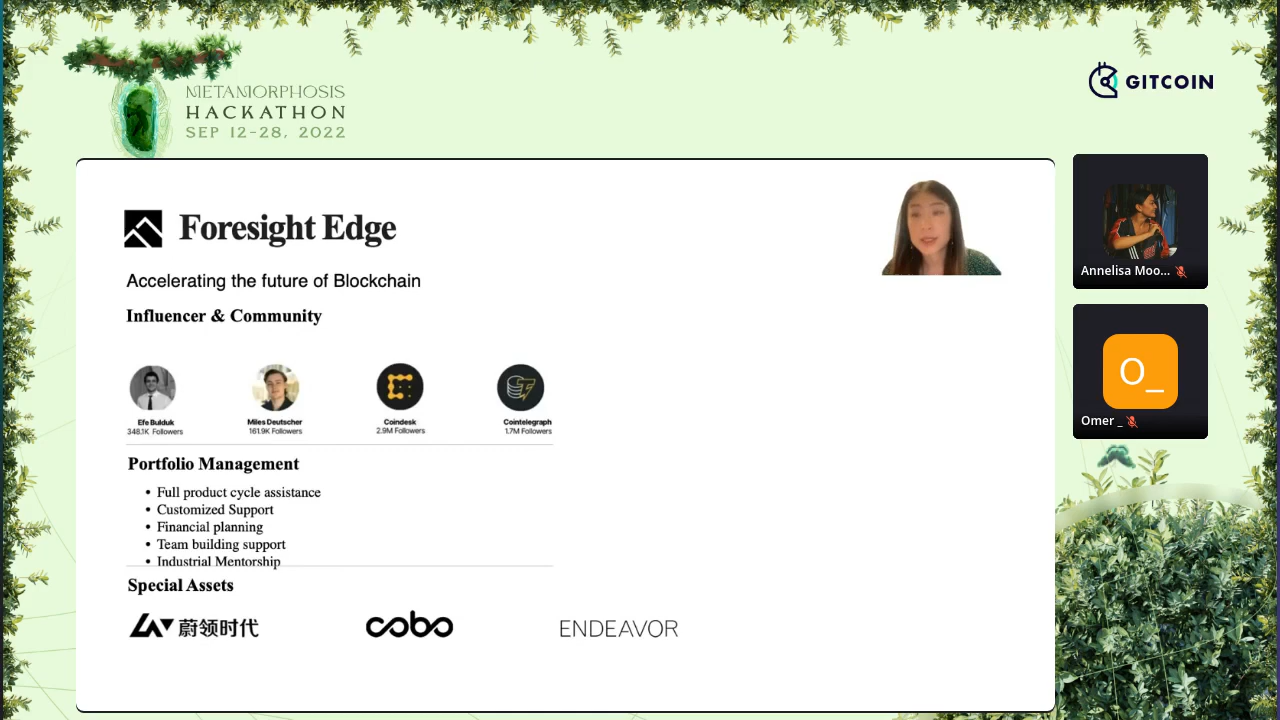 METAMORPHOSIS
HACKATHON
SEP 12-28, 2022
GITCOIN
Foresight Edge
Accelerating the future of Blockchain
Influencer & Community
Efe Bulduk
348.1K Followers
Miles Deutscher
161.9K Followers
Coindesk
2.9M Followers
Cointelegraph
1.7M Followers
Portfolio Management
• Full product cycle assistance
• Customized Support
• Financial planning
• Team building support
• Industrial Mentorship
Special Assets
蔚领时代
cobo
ENDEAVOR
Annelisa Moo...
O_
Omer _